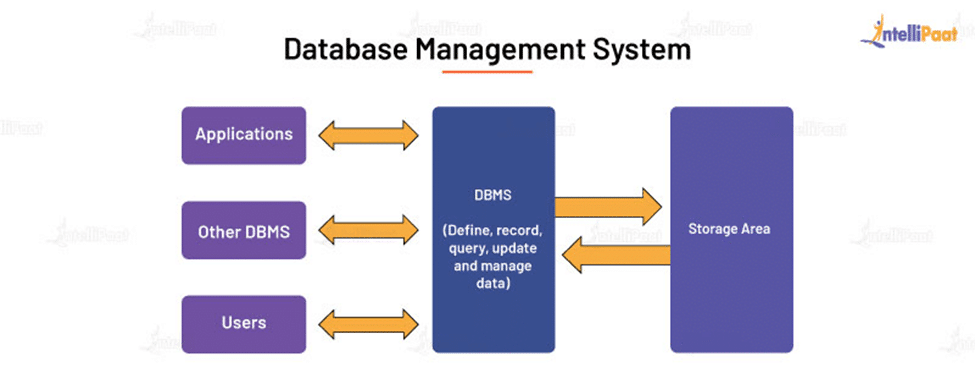 IntelliPaat
Database Management System
Applications
Other DBMS
Users
DBMS
(Define, record,
query, update
and manage
data)
Storage Area